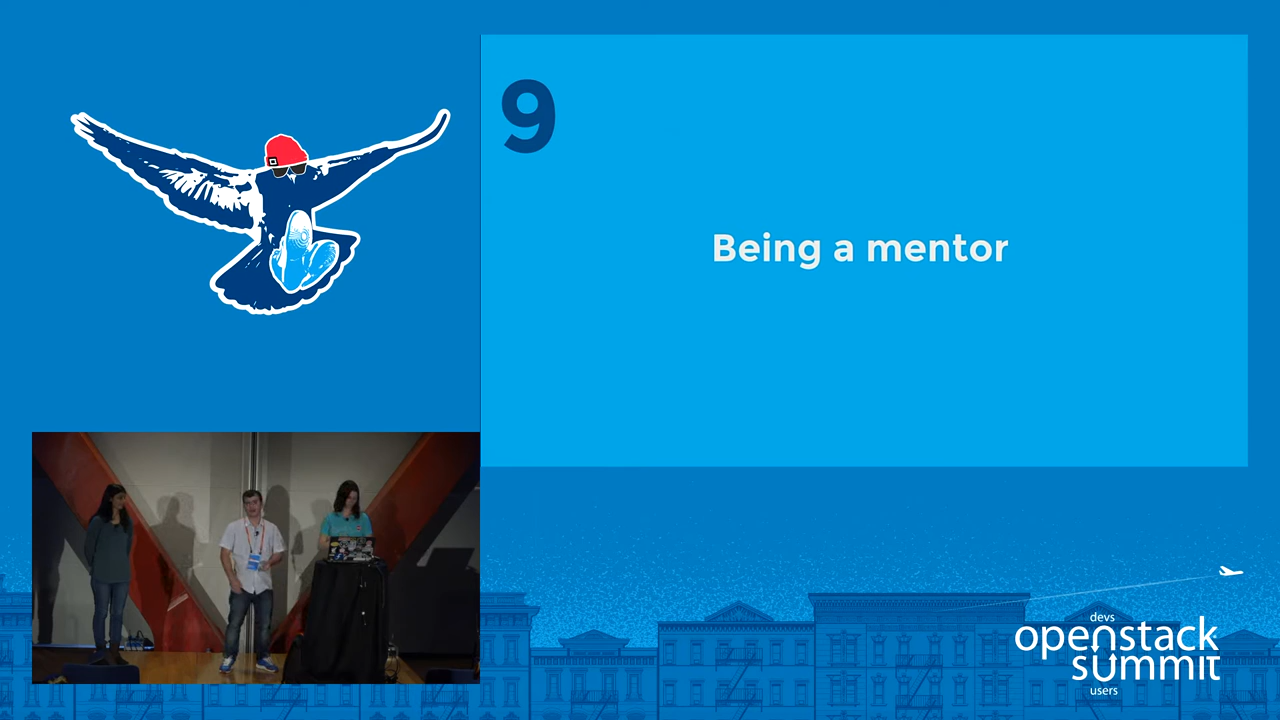 9
Being a mentor
devs
openstack
summit
users